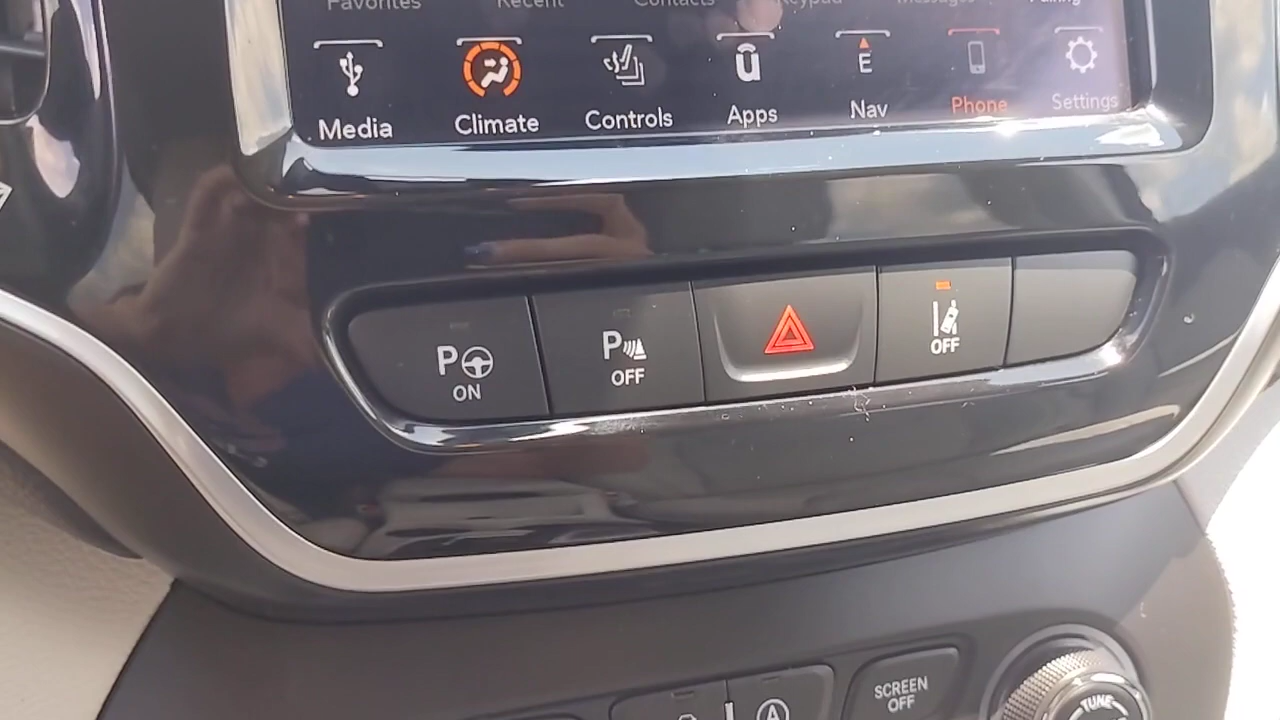 Favorites Recent Contacts Keypad Messages Pairing
Media Climate Controls Apps Nav Phone Settings
E
P ON
P OFF
OFF
SCREEN
OFF
A
TUNE